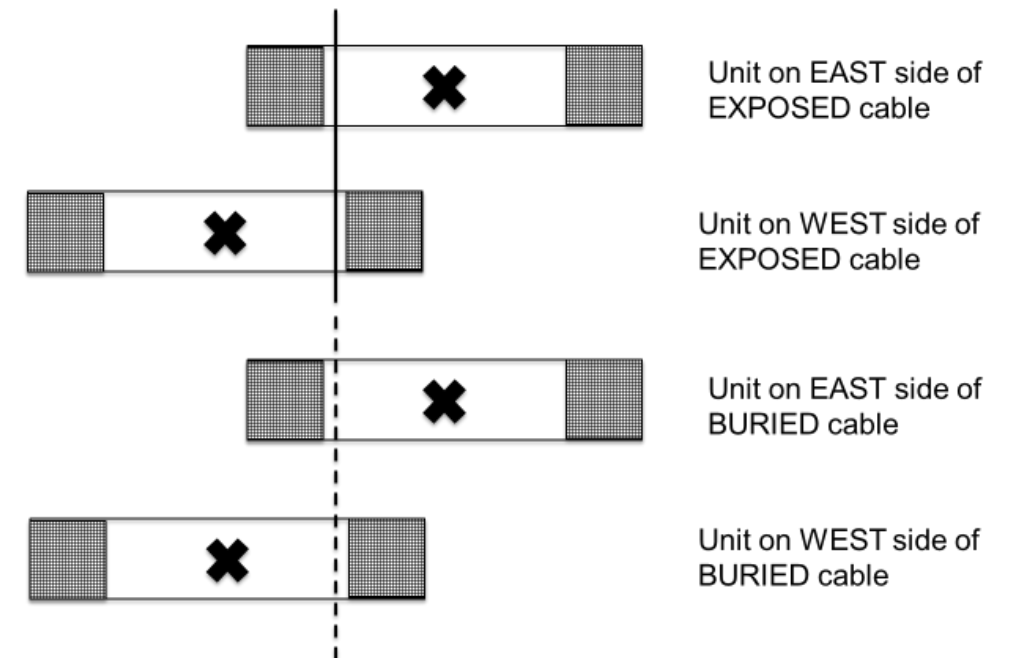 Unit on EAST side of
EXPOSED cable
Unit on WEST side of
EXPOSED cable
Unit on EAST side of
BURIED cable
Unit on WEST side of
BURIED cable